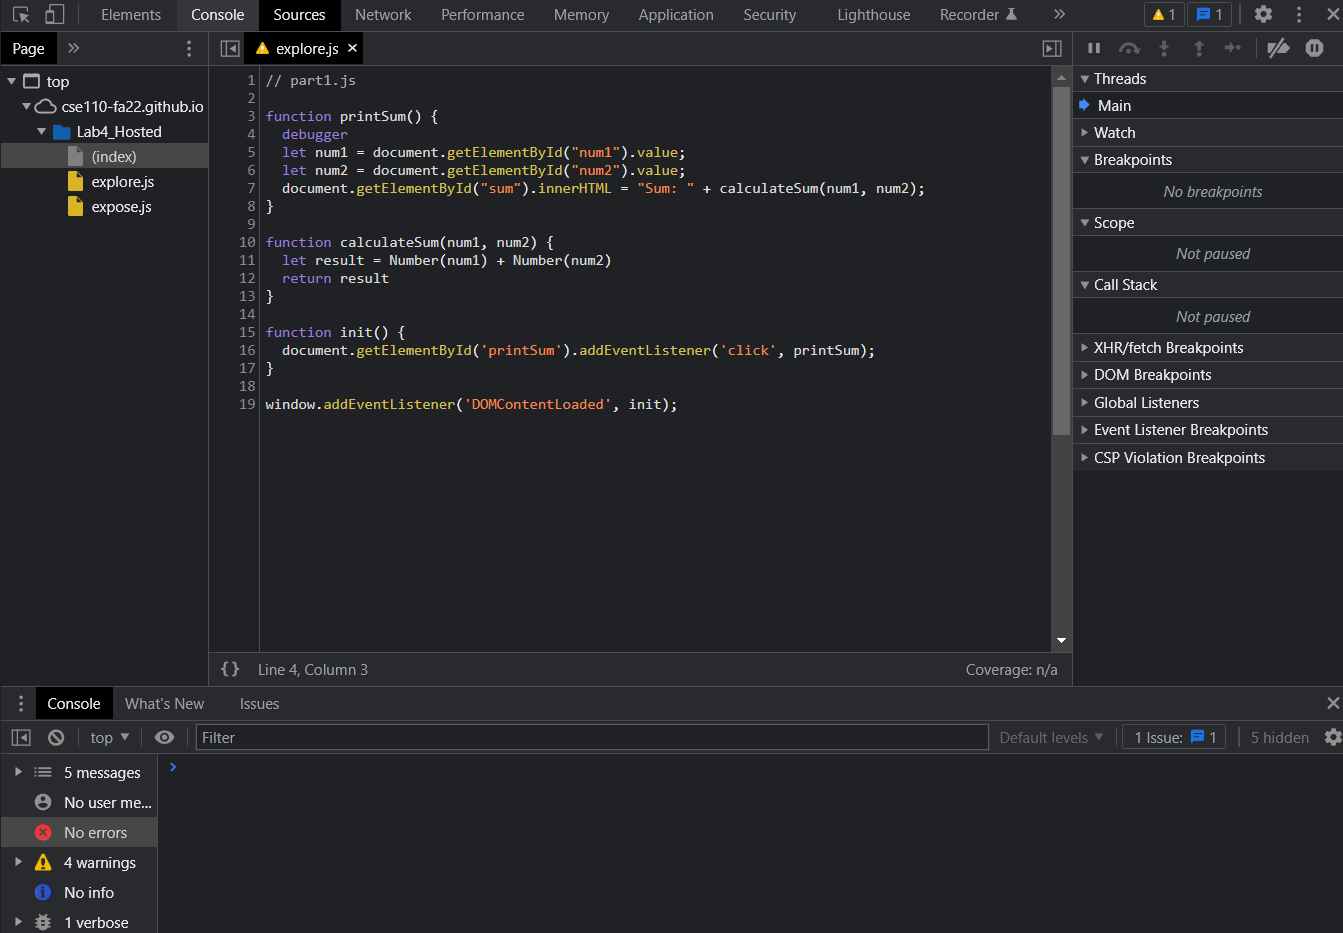 Elements Console Sources Network Performance Memory Application Security Lighthouse Recorder 1 1
Page
explore.js
top
cse110-fa22.github.io
Lab4_Hosted
(index)
explore.js
expose.js
1 // part1.js
2
3 function printSum() {
4   debugger
5   let num1 = document.getElementById("num1").value;
6   let num2 = document.getElementById("num2").value;
7   document.getElementById("sum").innerHTML = "Sum: " + calculateSum(num1, num2);
8 }
9
10 function calculateSum(num1, num2) {
11   let result = Number(num1) + Number(num2)
12   return result
13 }
14
15 function init() {
16   document.getElementById('printSum').addEventListener('click', printSum);
17 }
18
19 window.addEventListener('DOMContentLoaded', init);
{} Line 4, Column 3 Coverage: n/a
Threads
Main
Watch
Breakpoints
No breakpoints
Scope
Not paused
Call Stack
Not paused
XHR/fetch Breakpoints
DOM Breakpoints
Global Listeners
Event Listener Breakpoints
CSP Violation Breakpoints
Console What's New Issues
top Filter Default levels 1 Issue: 1 5 hidden
5 messages
No user me...
No errors
4 warnings
No info
1 verbose